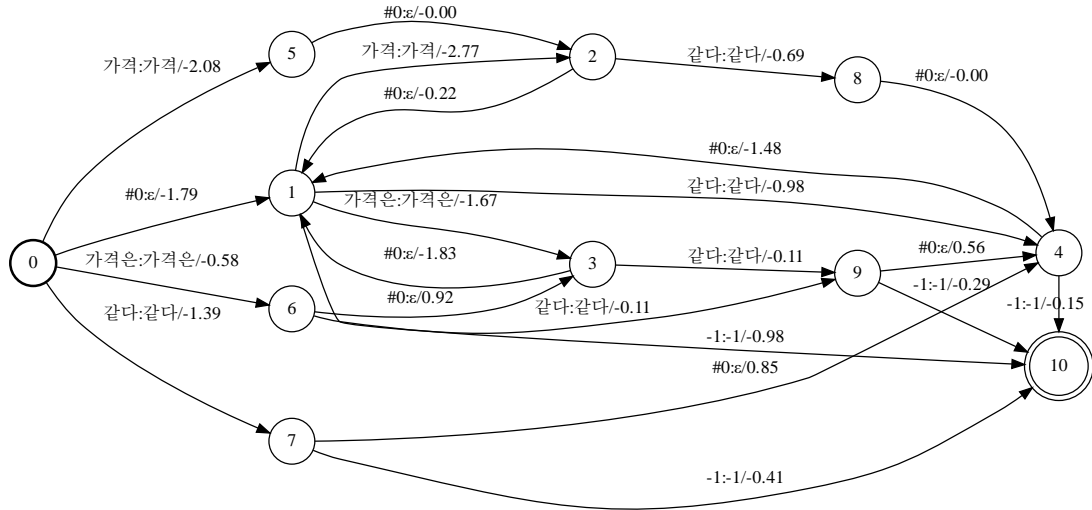 #0:ε/-0.00
5
가격:가격/-2.77
2
같다:같다/-0.69
가격:가격/-2.08
8
#0:ε/-0.00
#0:ε/-0.22
#0:ε/-1.48
#0:ε/-1.79
1
같다:같다/-0.98
가격은:가격은/-1.67
0
가격은:가격은/-0.58
#0:ε/-1.83
3
같다:같다/-0.11
9
#0:ε/0.56
4
#0:ε/0.92
-1:-1/-0.29
같다:같다/-1.39
6
같다:같다/-0.11
-1:-1/-0.15
-1:-1/-0.98
#0:ε/0.85
10
7
-1:-1/-0.41